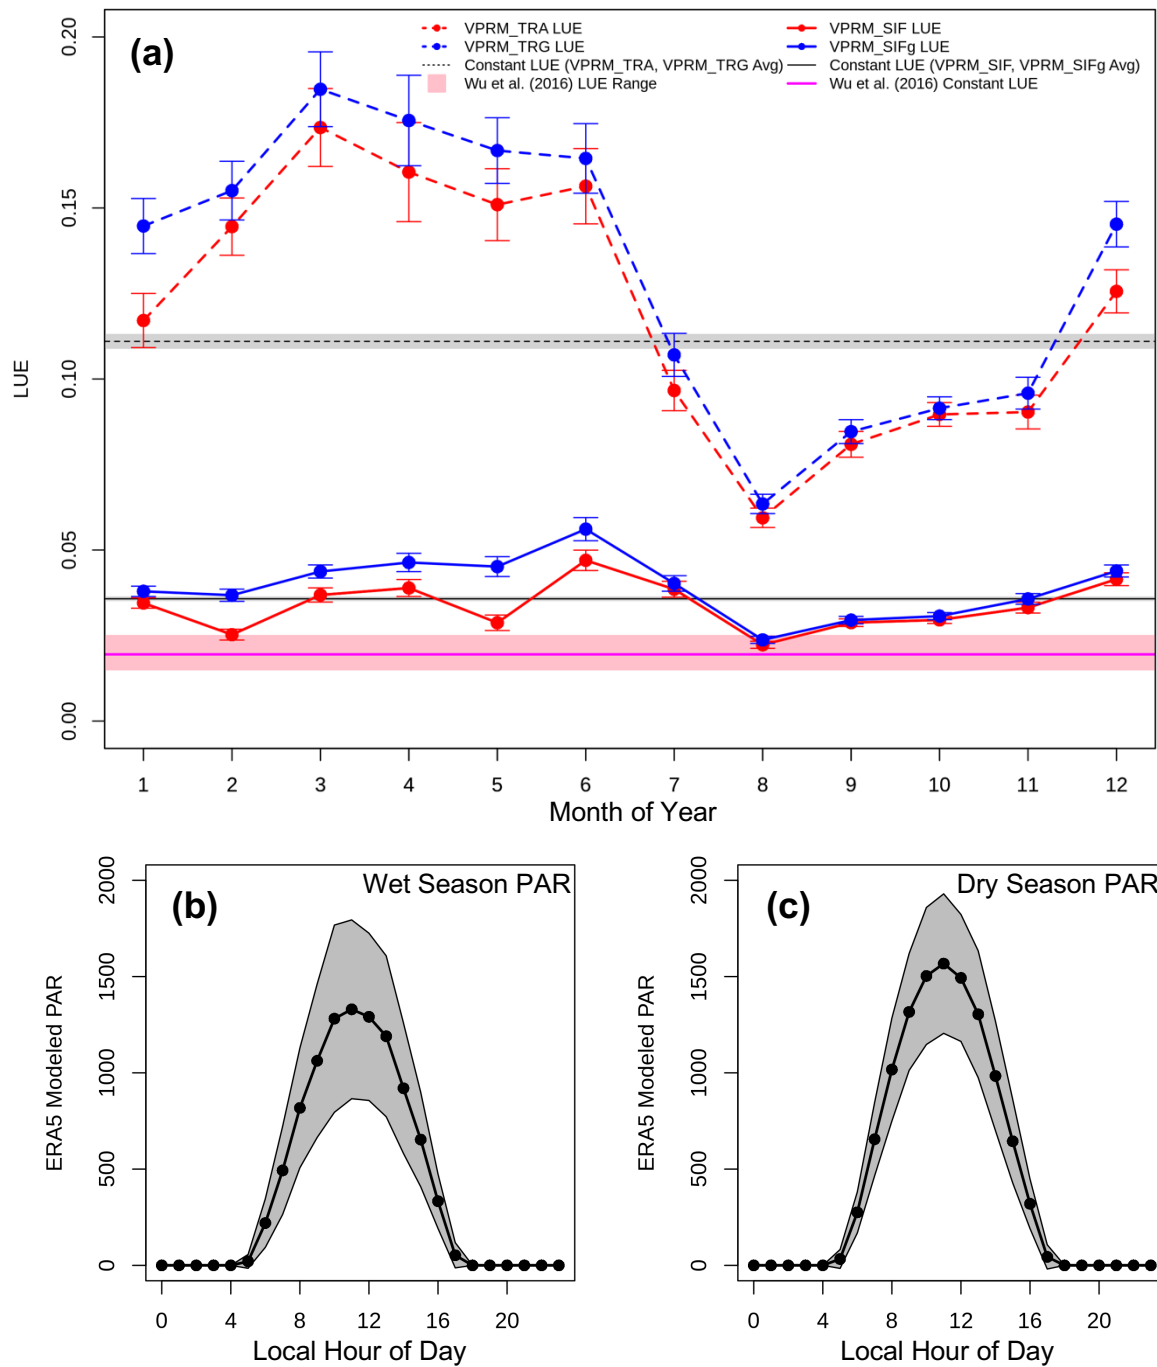 (a)
VPRM_TRA LUE
VPRM_TRG LUE
Constant LUE (VPRM_TRA, VPRM_TRG Avg)
Wu et al. (2016) LUE Range
VPRM_SIF LUE
VPRM_SIFg LUE
Constant LUE (VPRM_SIF, VPRM_SIFg Avg)
Wu et al. (2016) Constant LUE
LUE
0.20
0.15
0.10
0.05
0.00
1 2 3 4 5 6 7 8 9 10 11 12
Month of Year
(b)
Wet Season PAR
ERA5 Modeled PAR
2000
1500
1000
500
0
0 4 8 12 16 20
Local Hour of Day
(c)
Dry Season PAR
ERA5 Modeled PAR
2000
1500
1000
500
0
0 4 8 12 16 20
Local Hour of Day